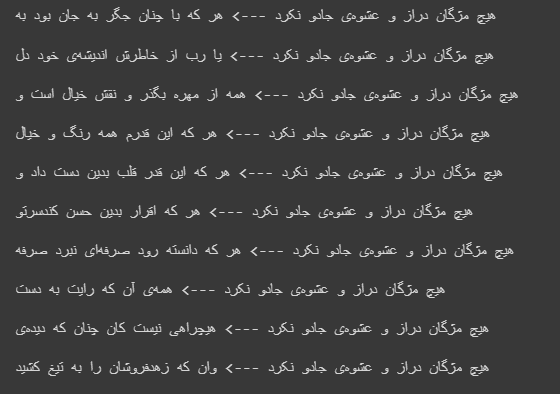 هیچ مژگان دراز و عشوه‌ی جادو نکرد ---> هر که با چنان جگر به جان بود به
هیچ مژگان دراز و عشوه‌ی جادو نکرد ---> یا رب از خاطرش اندیشه‌ی خود دل
هیچ مژگان دراز و عشوه‌ی جادو نکرد ---> همه از مهره بگذر و نقش خیال است و
هیچ مژگان دراز و عشوه‌ی جادو نکرد ---> هر که این قدرم همه رنگ و خیال
هیچ مژگان دراز و عشوه‌ی جادو نکرد ---> هر که این قدر قلب بدین دست داد و
هیچ مژگان دراز و عشوه‌ی جادو نکرد ---> هر که اقرار بدین حسن کندسرتو
هیچ مژگان دراز و عشوه‌ی جادو نکرد ---> هر که دانسته رود صرفه‌ای نبرد صرفه
هیچ مژگان دراز و عشوه‌ی جادو نکرد ---> همه‌ی آن که رایت به دست
هیچ مژگان دراز و عشوه‌ی جادو نکرد ---> هیچراهی نیست کان چنان که دیده‌ی
هیچ مژگان دراز و عشوه‌ی جادو نکرد ---> وان که زهدفروشان را به تیغ کشید